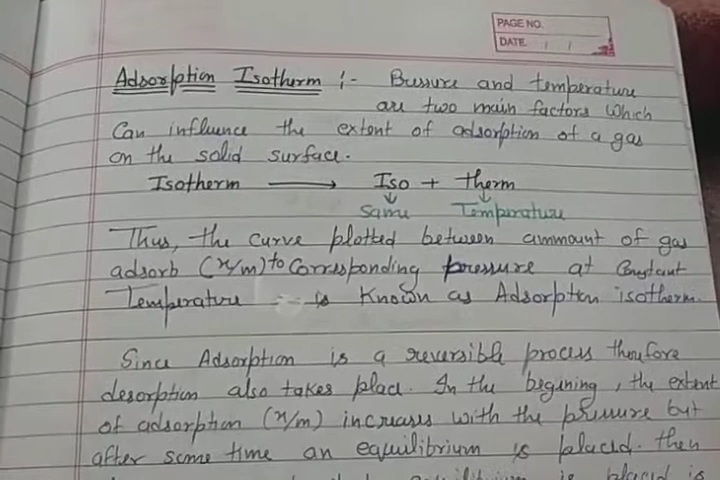 PAGE NO.
DATE / /
Adsorption Isotherm :- Pressure and temperature
are two main factors which
Can influence the extent of adsorption of a gas
on the solid surface.
Isotherm → Iso + therm
↓ ↓
Same Temperature
Thus, the curve plotted between ammount of gas
adsorb (x/m) to corresponding pressure at Constant
Temperature is Known as Adsorption isotherm.
Since Adsorption is a reversible process therefore
desorption also takes place. In the begining, the extent
of adsorption (x/m) increases with the pressure but
after some time an equilibrium is placed. then
equilibrium is placed is